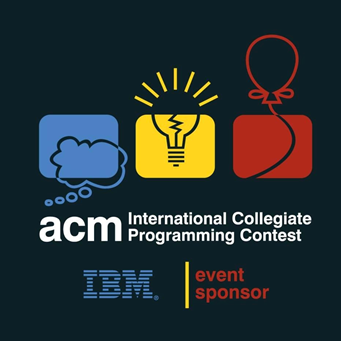 acm International Collegiate
Programming Contest
IBM® event
sponsor